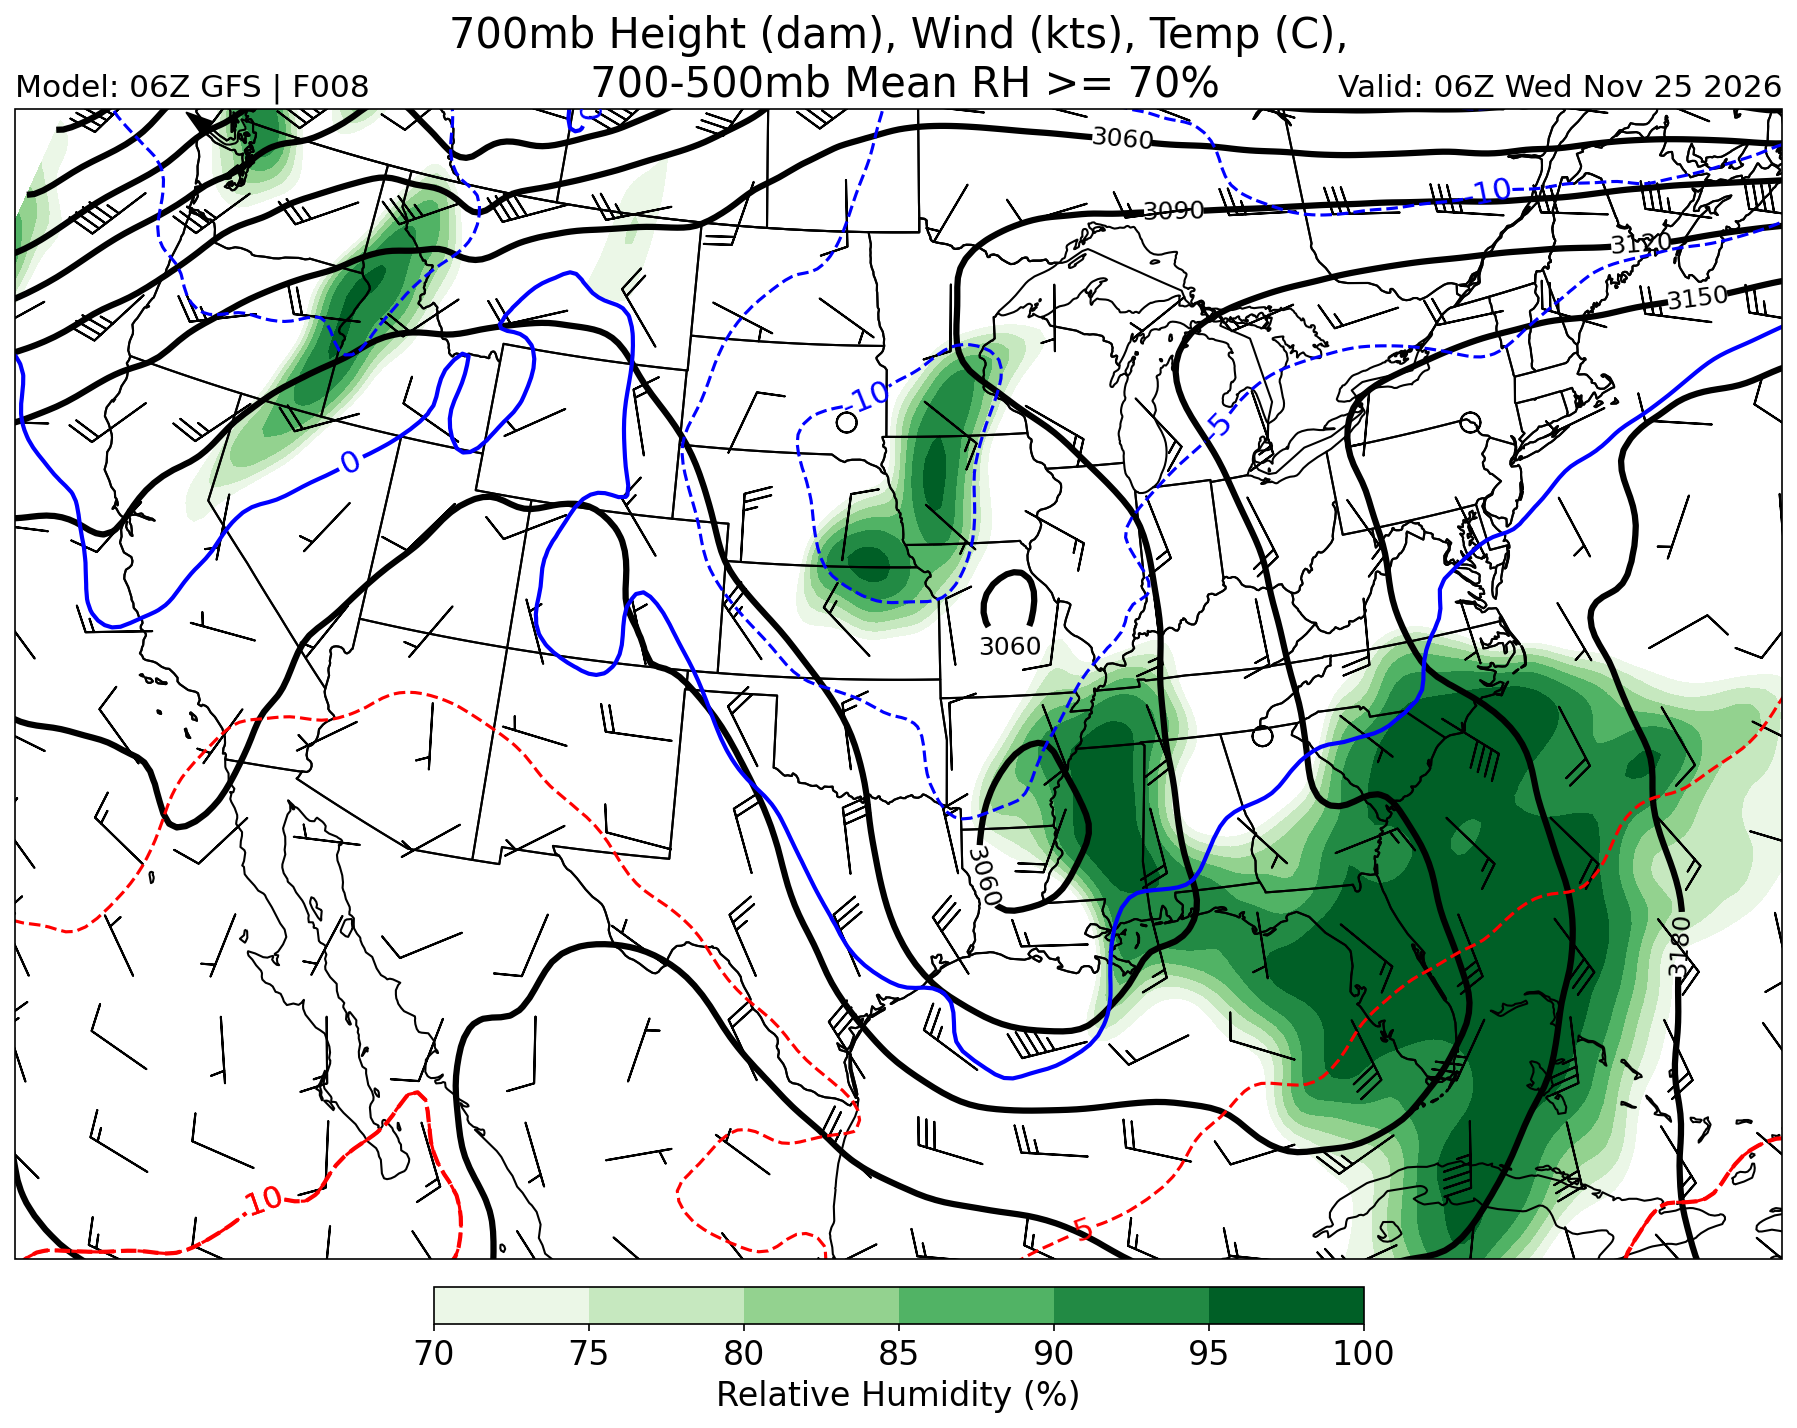 700mb Height (dam), Wind (kts), Temp (C),
700-500mb Mean RH >= 70%
Model: 06Z GFS | F008
Valid: 06Z Wed Nov 25 2026
3060
3090
-10
3120
3150
-10
-5
0
3060
3060
3180
10
5
70 75 80 85 90 95 100
Relative Humidity (%)